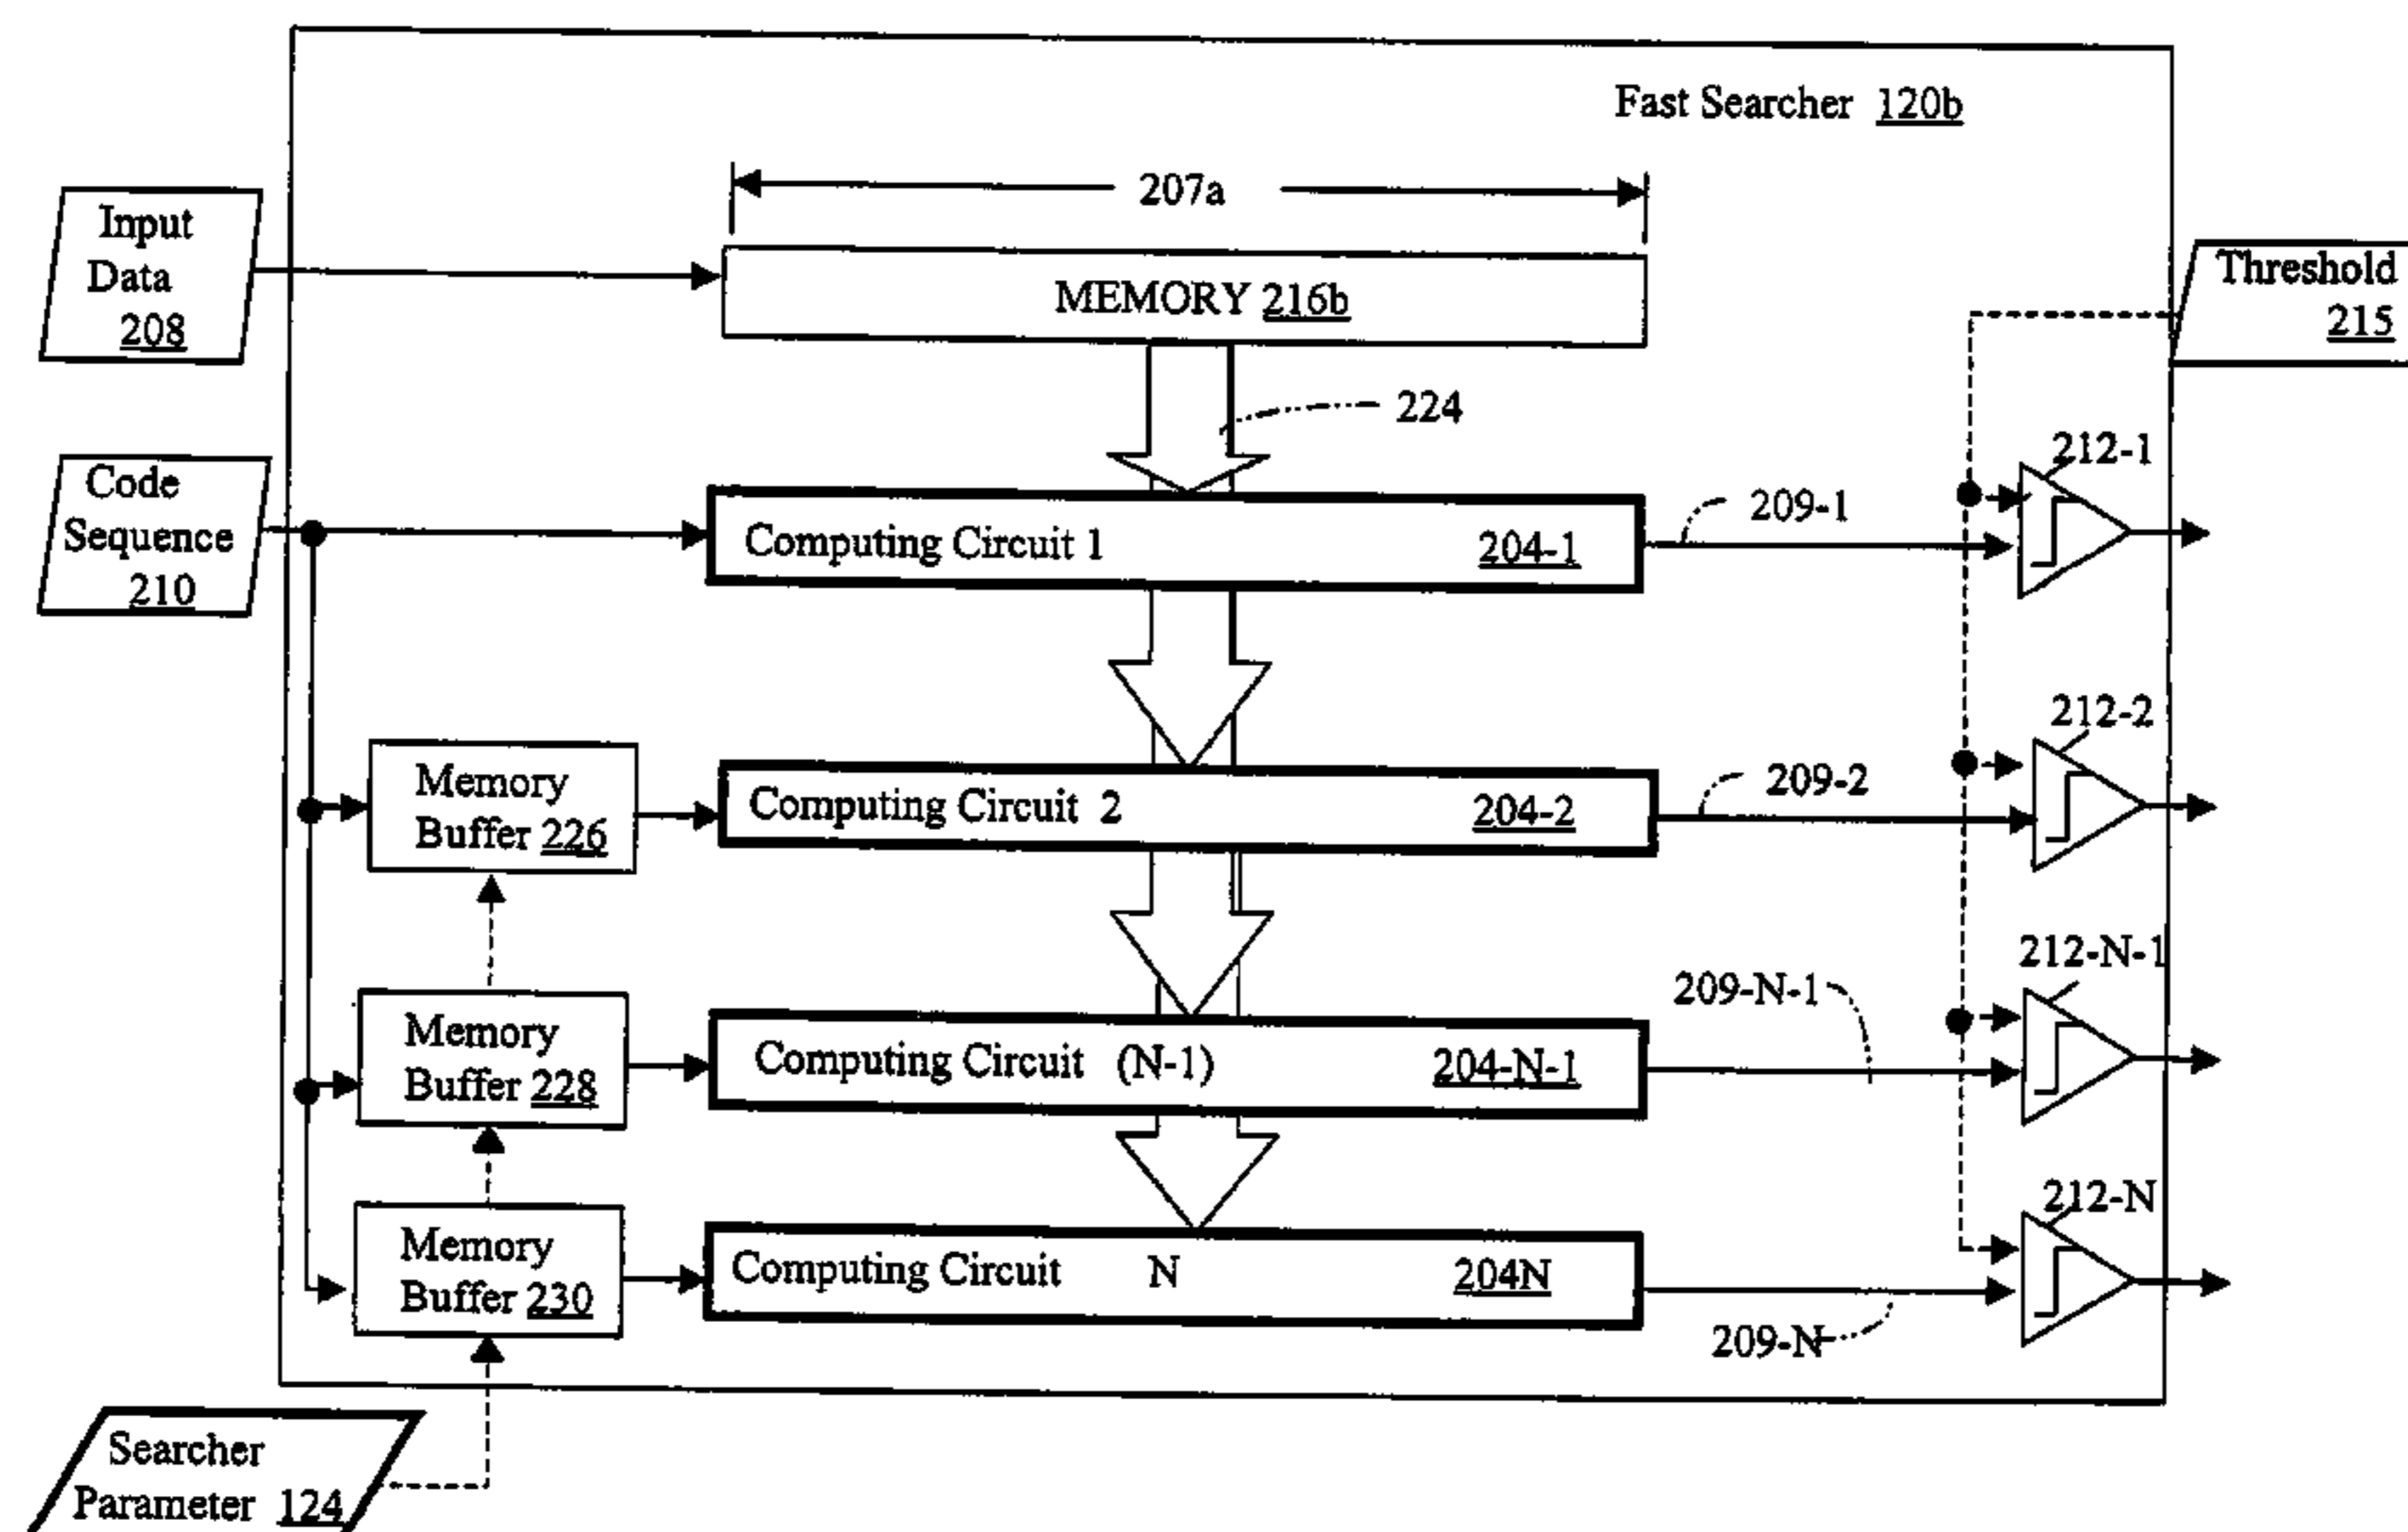 Fast Searcher 120b
207a
Input
Data
208
MEMORY 216b
Threshold
215
224
Code
Sequence
210
212-1
209-1
Computing Circuit 1 204-1
212-2
209-2
Memory
Buffer 226
Computing Circuit 2 204-2
212-N-1
209-N-1
Memory
Buffer 228
Computing Circuit (N-1) 204-N-1
212-N
Memory
Buffer 230
Computing Circuit N 204N
209-N
Searcher
Parameter 124